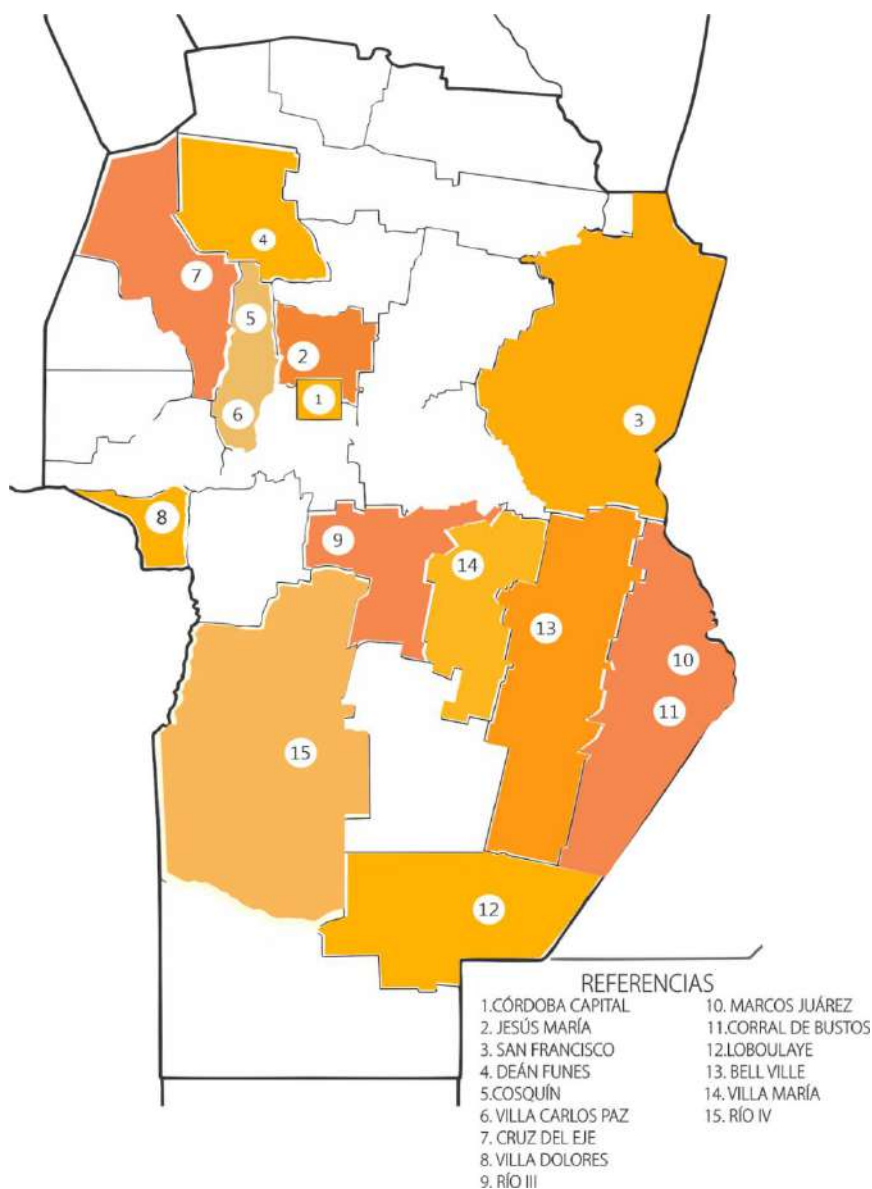 4
7
5
2
1
6
3
8
9
14
13
10
11
15
12
REFERENCIAS
1.CÓRDOBA CAPITAL
2. JESÚS MARÍA
3. SAN FRANCISCO
4. DEÁN FUNES
5.COSQUÍN
6. VILLA CARLOS PAZ
7. CRUZ DEL EJE
8. VILLA DOLORES
9. RÍO III
10. MARCOS JUÁREZ
11.CORRAL DE BUSTOS
12.LOBOULAYE
13. BELL VILLE
14. VILLA MARÍA
15. RÍO IV